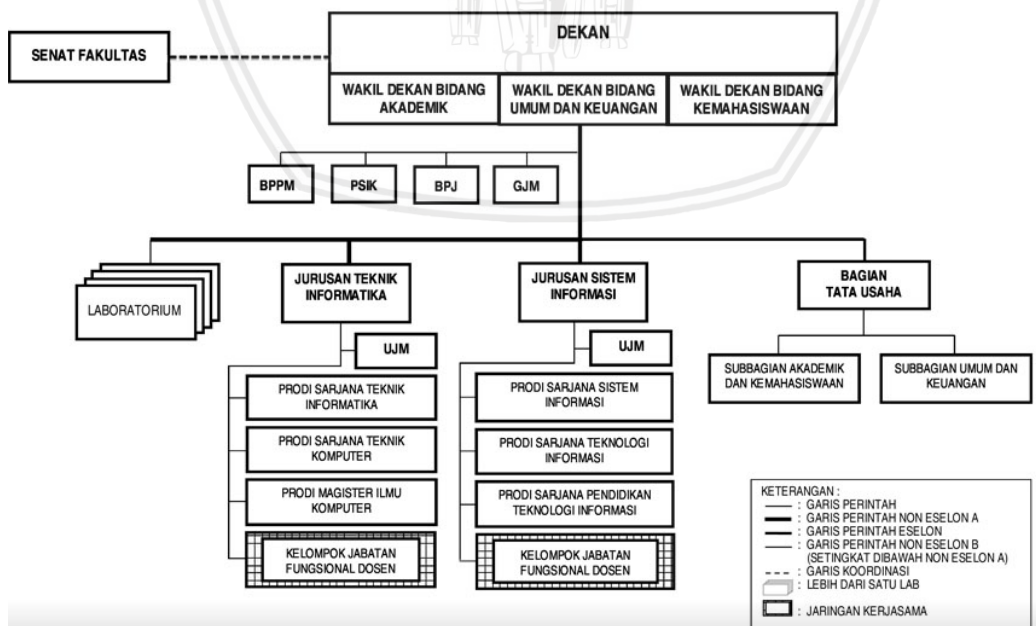 DEKAN
SENAT FAKULTAS
WAKIL DEKAN BIDANG
AKADEMIK
WAKIL DEKAN BIDANG
UMUM DAN KEUANGAN
WAKIL DEKAN BIDANG
KEMAHASISWAAN
BPPM
PSIK
BPJ
GJM
LABORATORIUM
JURUSAN TEKNIK
INFORMATIKA
JURUSAN SISTEM
INFORMASI
BAGIAN
TATA USAHA
UJM
PRODI SARJANA TEKNIK
INFORMATIKA
PRODI SARJANA TEKNIK
KOMPUTER
PRODI MAGISTER ILMU
KOMPUTER
KELOMPOK JABATAN
FUNGSIONAL DOSEN
UJM
PRODI SARJANA SISTEM
INFORMASI
PRODI SARJANA TEKNOLOGI
INFORMASI
PRODI SARJANA PENDIDIKAN
TEKNOLOGI INFORMASI
KELOMPOK JABATAN
FUNGSIONAL DOSEN
SUBBAGIAN AKADEMIK
DAN KEMAHASISWAAN
SUBBAGIAN UMUM DAN
KEUANGAN
KETERANGAN :
: GARIS PERINTAH
: GARIS PERINTAH NON ESELON A
: GARIS PERINTAH ESELON
: GARIS PERINTAH NON ESELON B
(SETINGKAT DIBAWAH NON ESELON A)
: GARIS KOORDINASI
: LEBIH DARI SATU LAB
: JARINGAN KERJASAMA